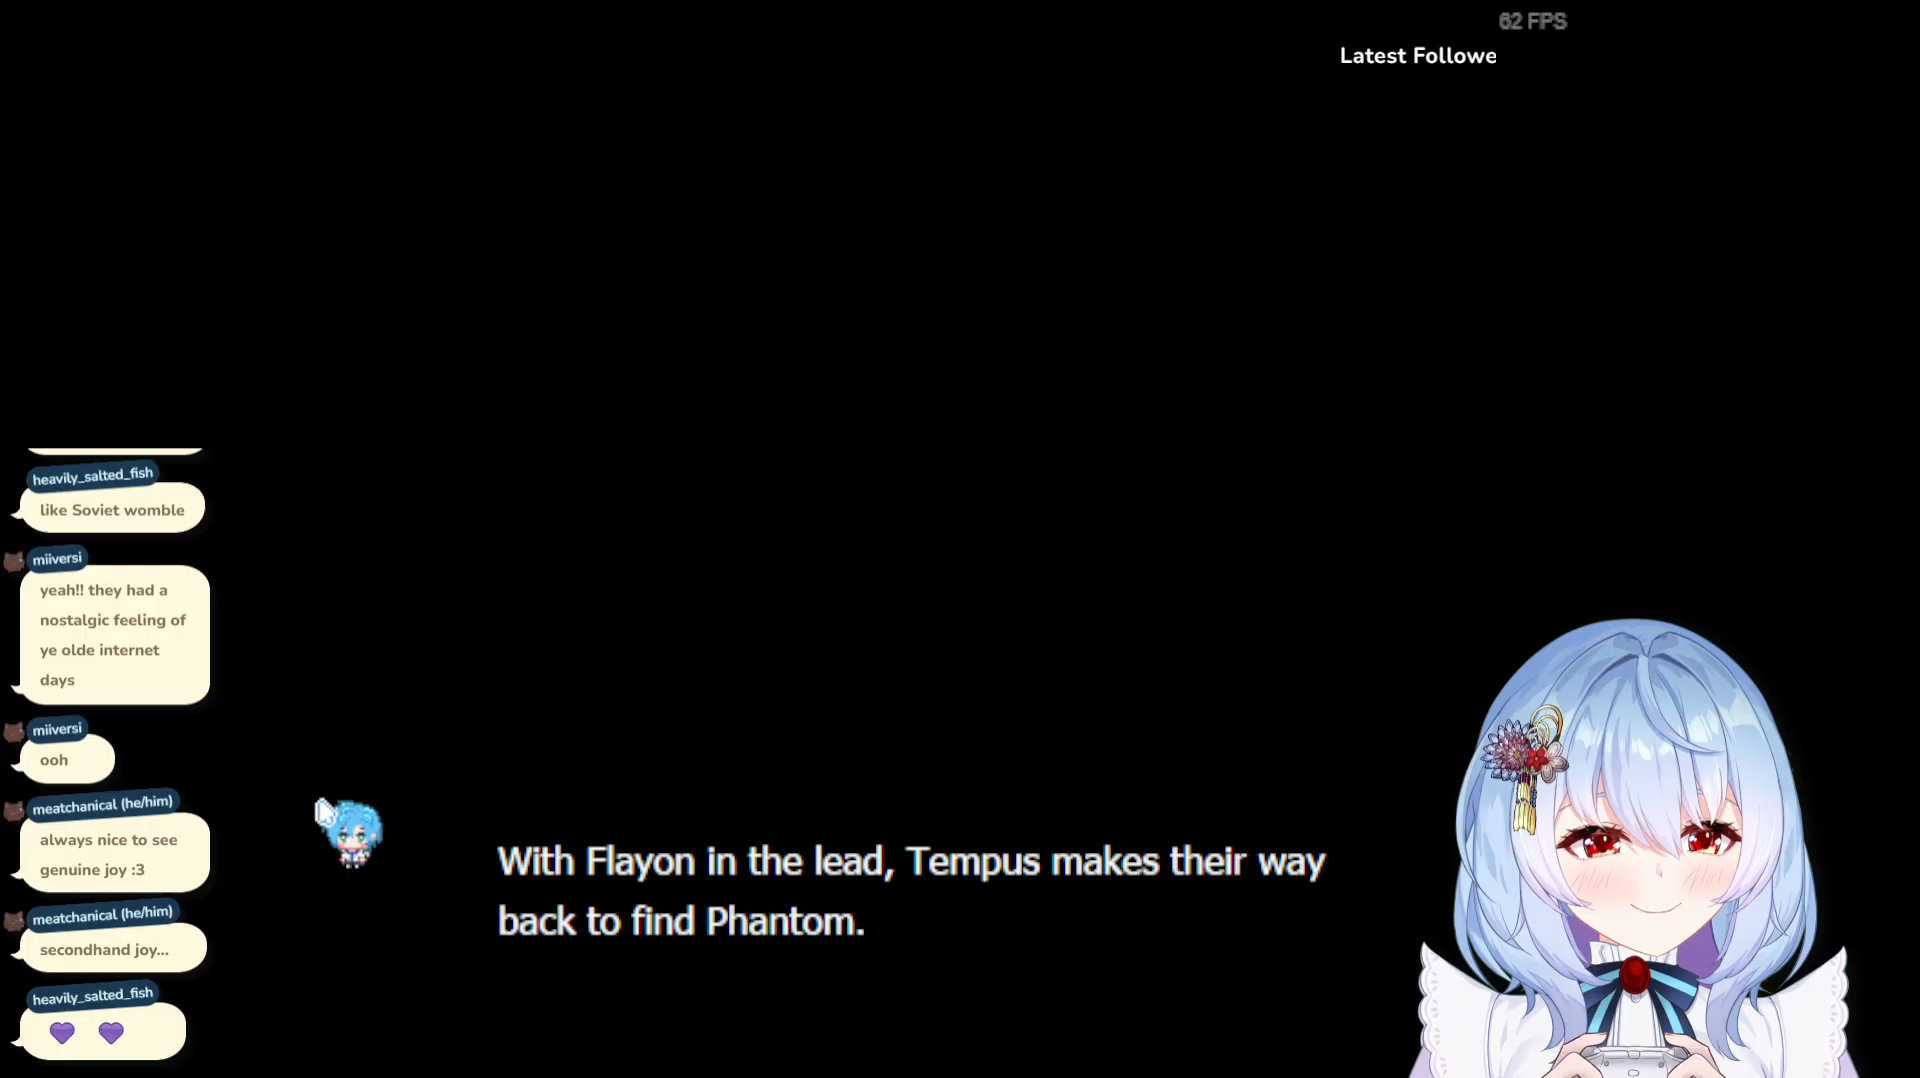 62 FPS
Latest Followe
heavily_salted_fish
like Soviet womble
miiversi
yeah!! they had a
nostalgic feeling of
ye olde internet
days
miiversi
ooh
meatchanical (he/him)
always nice to see
genuine joy :3
meatchanical (he/him)
secondhand joy...
heavily_salted_fish
💜 💜
With Flayon in the lead, Tempus makes their way
back to find Phantom.